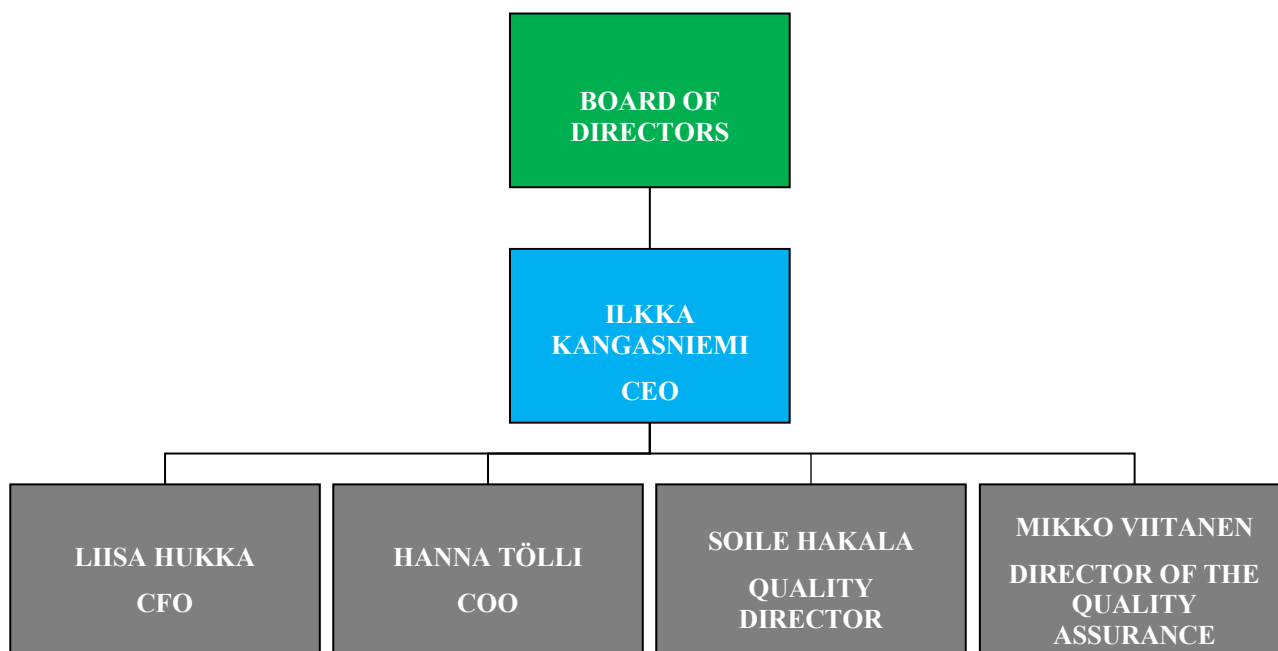 BOARD OF
DIRECTORS
ILKKA
KANGASNIEMI
CEO
LIISA HUKKA
CFO
HANNA TÖLLI
COO
SOILE HAKALA
QUALITY
DIRECTOR
MIKKO VIITANEN
DIRECTOR OF THE
QUALITY
ASSURANCE